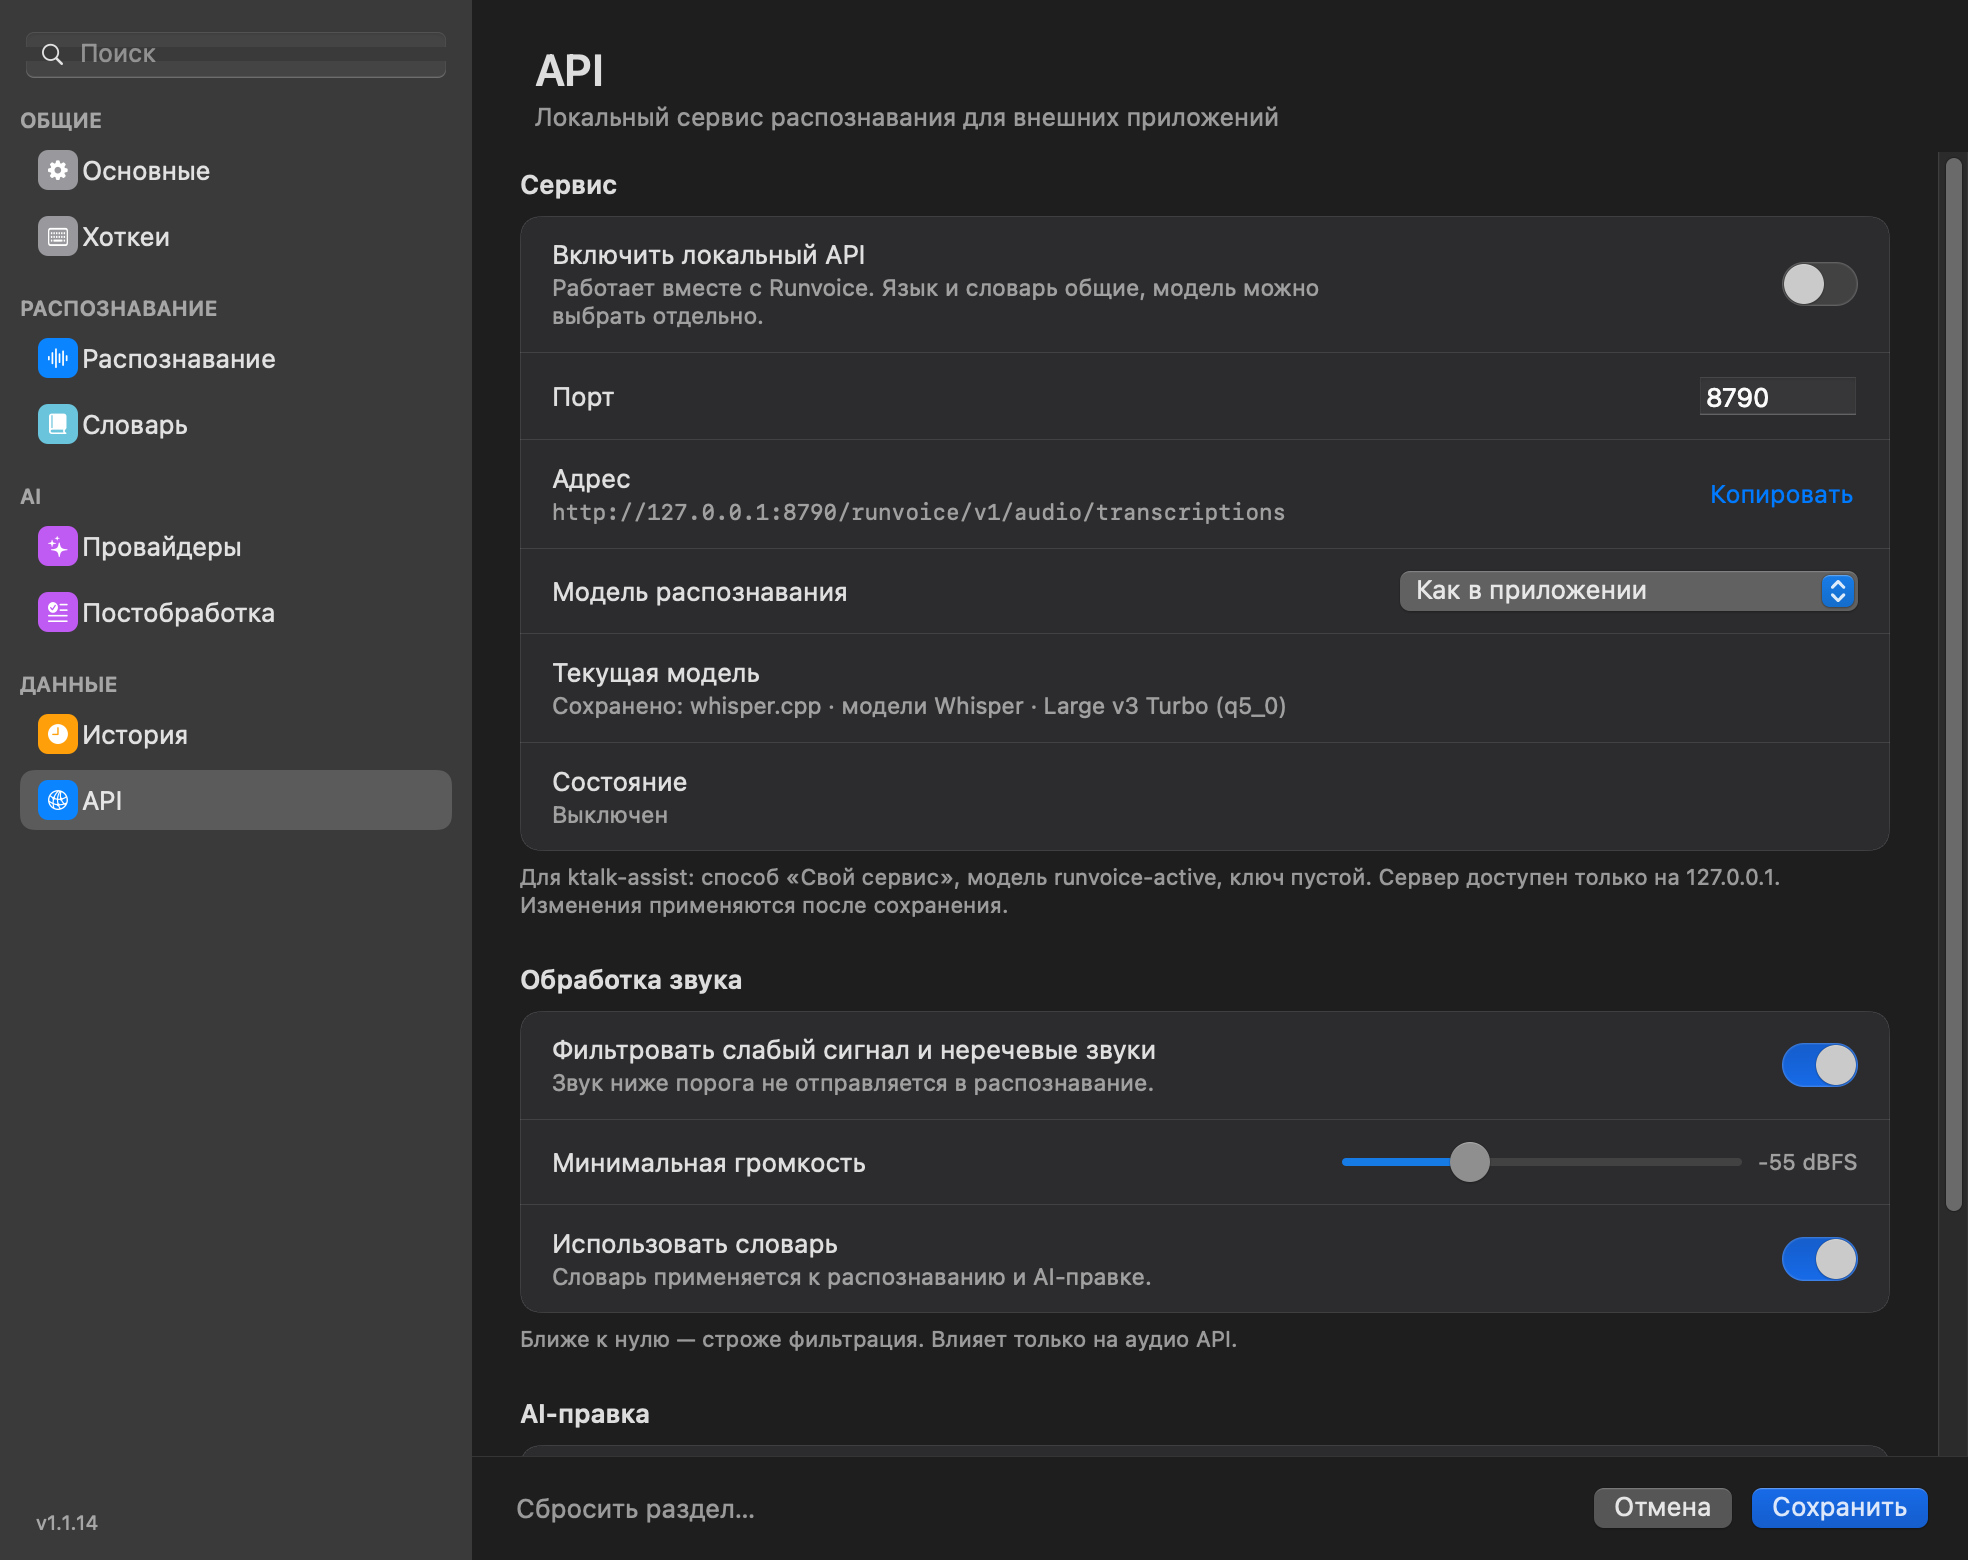 Поиск
ОБЩИЕ
Основные
Хоткеи
РАСПОЗНАВАНИЕ
Распознавание
Словарь
AI
Провайдеры
Постобработка
ДАННЫЕ
История
API
v1.1.14
API
Локальный сервис распознавания для внешних приложений
Сервис
Включить локальный API
Работает вместе с Runvoice. Язык и словарь общие, модель можно
выбрать отдельно.
Порт
8790
Адрес
http://127.0.0.1:8790/runvoice/v1/audio/transcriptions
Копировать
Модель распознавания
Как в приложении
Текущая модель
Сохранено: whisper.cpp · модели Whisper · Large v3 Turbo (q5_0)
Состояние
Выключен
Для ktalk-assist: способ «Свой сервис», модель runvoice-active, ключ пустой. Сервер доступен только на 127.0.0.1.
Изменения применяются после сохранения.
Обработка звука
Фильтровать слабый сигнал и неречевые звуки
Звук ниже порога не отправляется в распознавание.
Минимальная громкость
-55 dBFS
Использовать словарь
Словарь применяется к распознаванию и AI-правке.
Ближе к нулю — строже фильтрация. Влияет только на аудио API.
AI-правка
Сбросить раздел...
Отмена
Сохранить